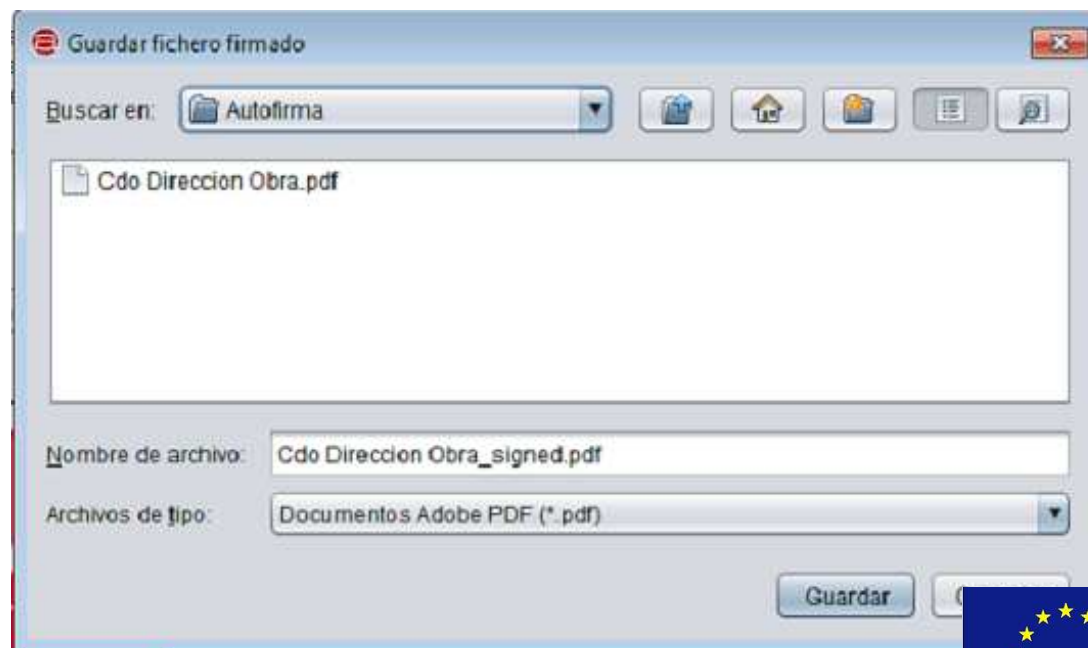 Guardar fichero firmado
Buscar en: Autofirma
Cdo Direccion Obra.pdf
Nombre de archivo: Cdo Direccion Obra_signed.pdf
Archivos de tipo: Documentos Adobe PDF (*.pdf)
Guardar